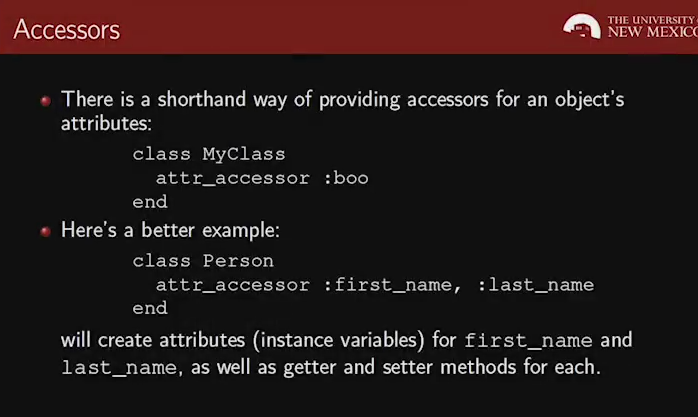 Accessors
THE UNIVERSITY
NEW MEXICO
There is a shorthand way of providing accessors for an object's
attributes:
class MyClass
attr_accessor :boo
end
Here's a better example:
class Person
attr_accessor :first_name, :last_name
end
will create attributes (instance variables) for first_name and
last_name, as well as getter and setter methods for each.